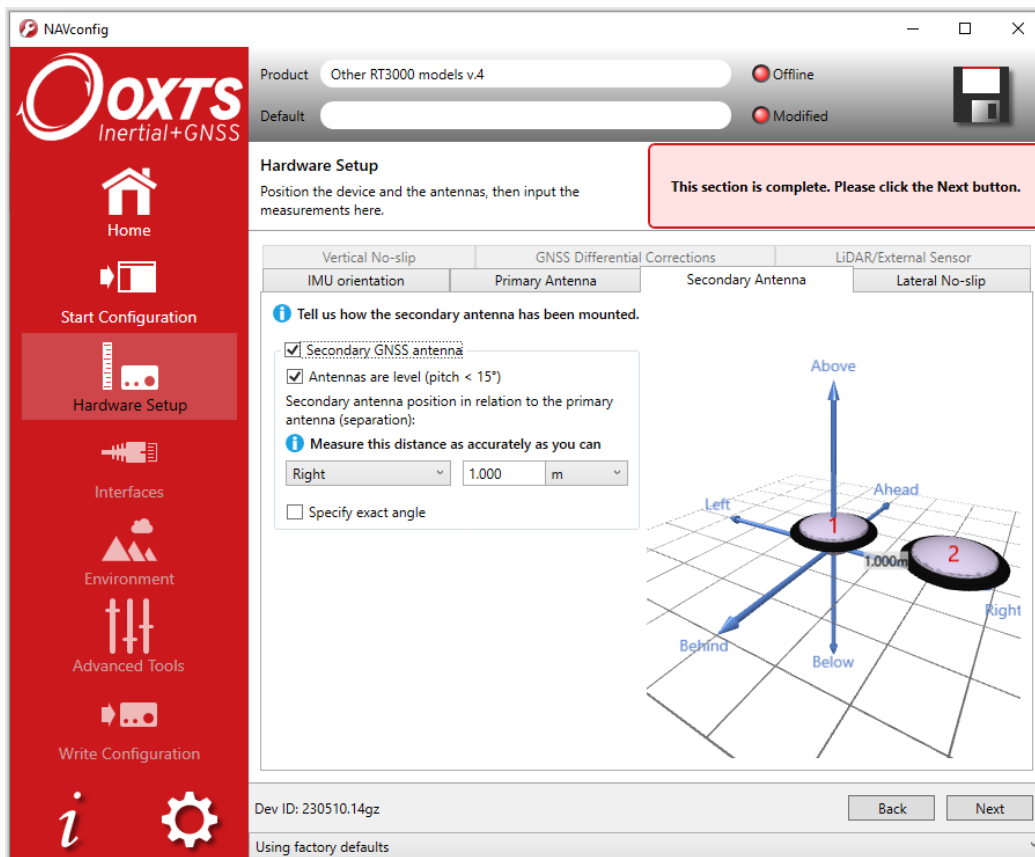 NAVconfig
OXTS
Inertial+GNSS
Product Other RT3000 models v.4 Offline
Default Modified
Home
Start Configuration
Hardware Setup
Interfaces
Environment
Advanced Tools
Write Configuration
i
Hardware Setup
Position the device and the antennas, then input the
measurements here.
This section is complete. Please click the Next button.
Vertical No-slip GNSS Differential Corrections LiDAR/External Sensor
IMU orientation Primary Antenna Secondary Antenna Lateral No-slip
i Tell us how the secondary antenna has been mounted.
Secondary GNSS antenna
Antennas are level (pitch < 15°)
Secondary antenna position in relation to the primary
antenna (separation):
i Measure this distance as accurately as you can
Right 1.000 m
Specify exact angle
Above
Ahead
Left
1
2
1.000m
Right
Behind
Below
Dev ID: 230510.14gz Back Next
Using factory defaults